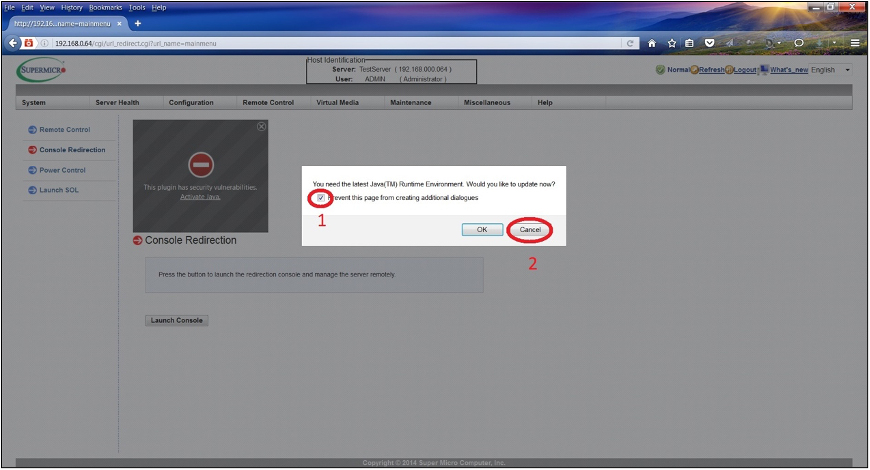 File Edit View History Bookmarks Tools Help
http://192.16...name=mainmenu
192.168.0.64/cgi/url_redirect.cgi?url_name=mainmenu
SUPERMICRO
Host Identification
Server: TestServer ( 192.168.000.064 )
User: ADMIN ( Administrator )
Normal Refresh Logout What's_new English
System Server Health Configuration Remote Control Virtual Media Maintenance Miscellaneous Help
Remote Control
Console Redirection
Power Control
Launch SOL
This plugin has security vulnerabilities.
Activate Java.
You need the latest Java(TM) Runtime Environment. Would you like to update now?
Prevent this page from creating additional dialogues
1
OK Cancel
2
Console Redirection
Press the button to launch the redirection console and manage the server remotely.
Launch Console
Copyright © 2014 Super Micro Computer, Inc.